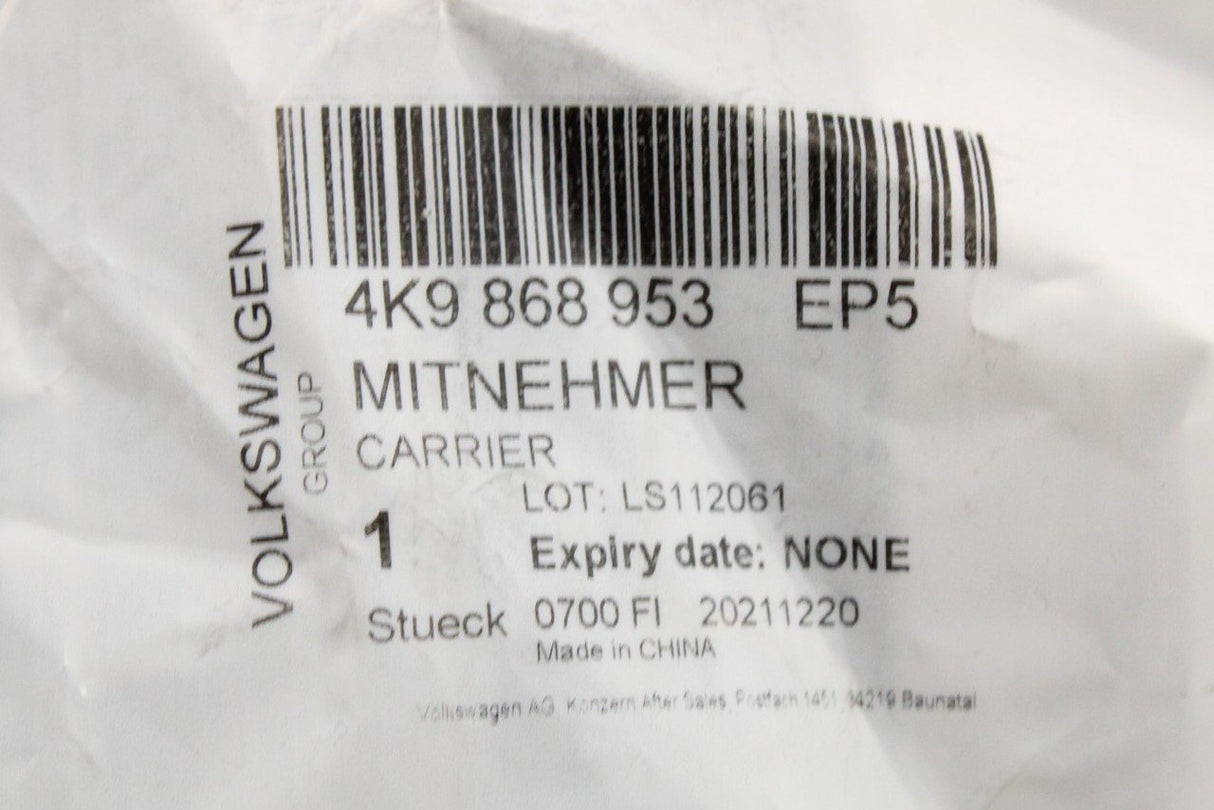 VOLKSWAGEN
GROUP
4K9 868 953 EP5
MITNEHMER
CARRIER
LOT: LS112061
1
Expiry date: NONE
Stueck 0700 FI 20211220
Made in CHINA
Volkswagen AG Konzern After Sales, Postfach 1451, 34219 Baunatal